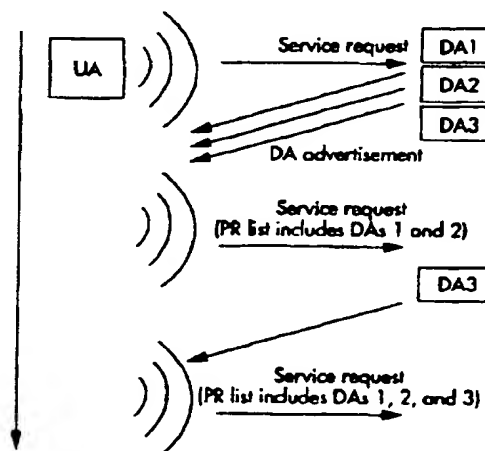 UA
Service request
DA1
DA2
DA3
DA advertisement
Service request
(PR list includes DAs 1 and 2)
DA3
Service request
(PR list includes DAs 1, 2, and 3)